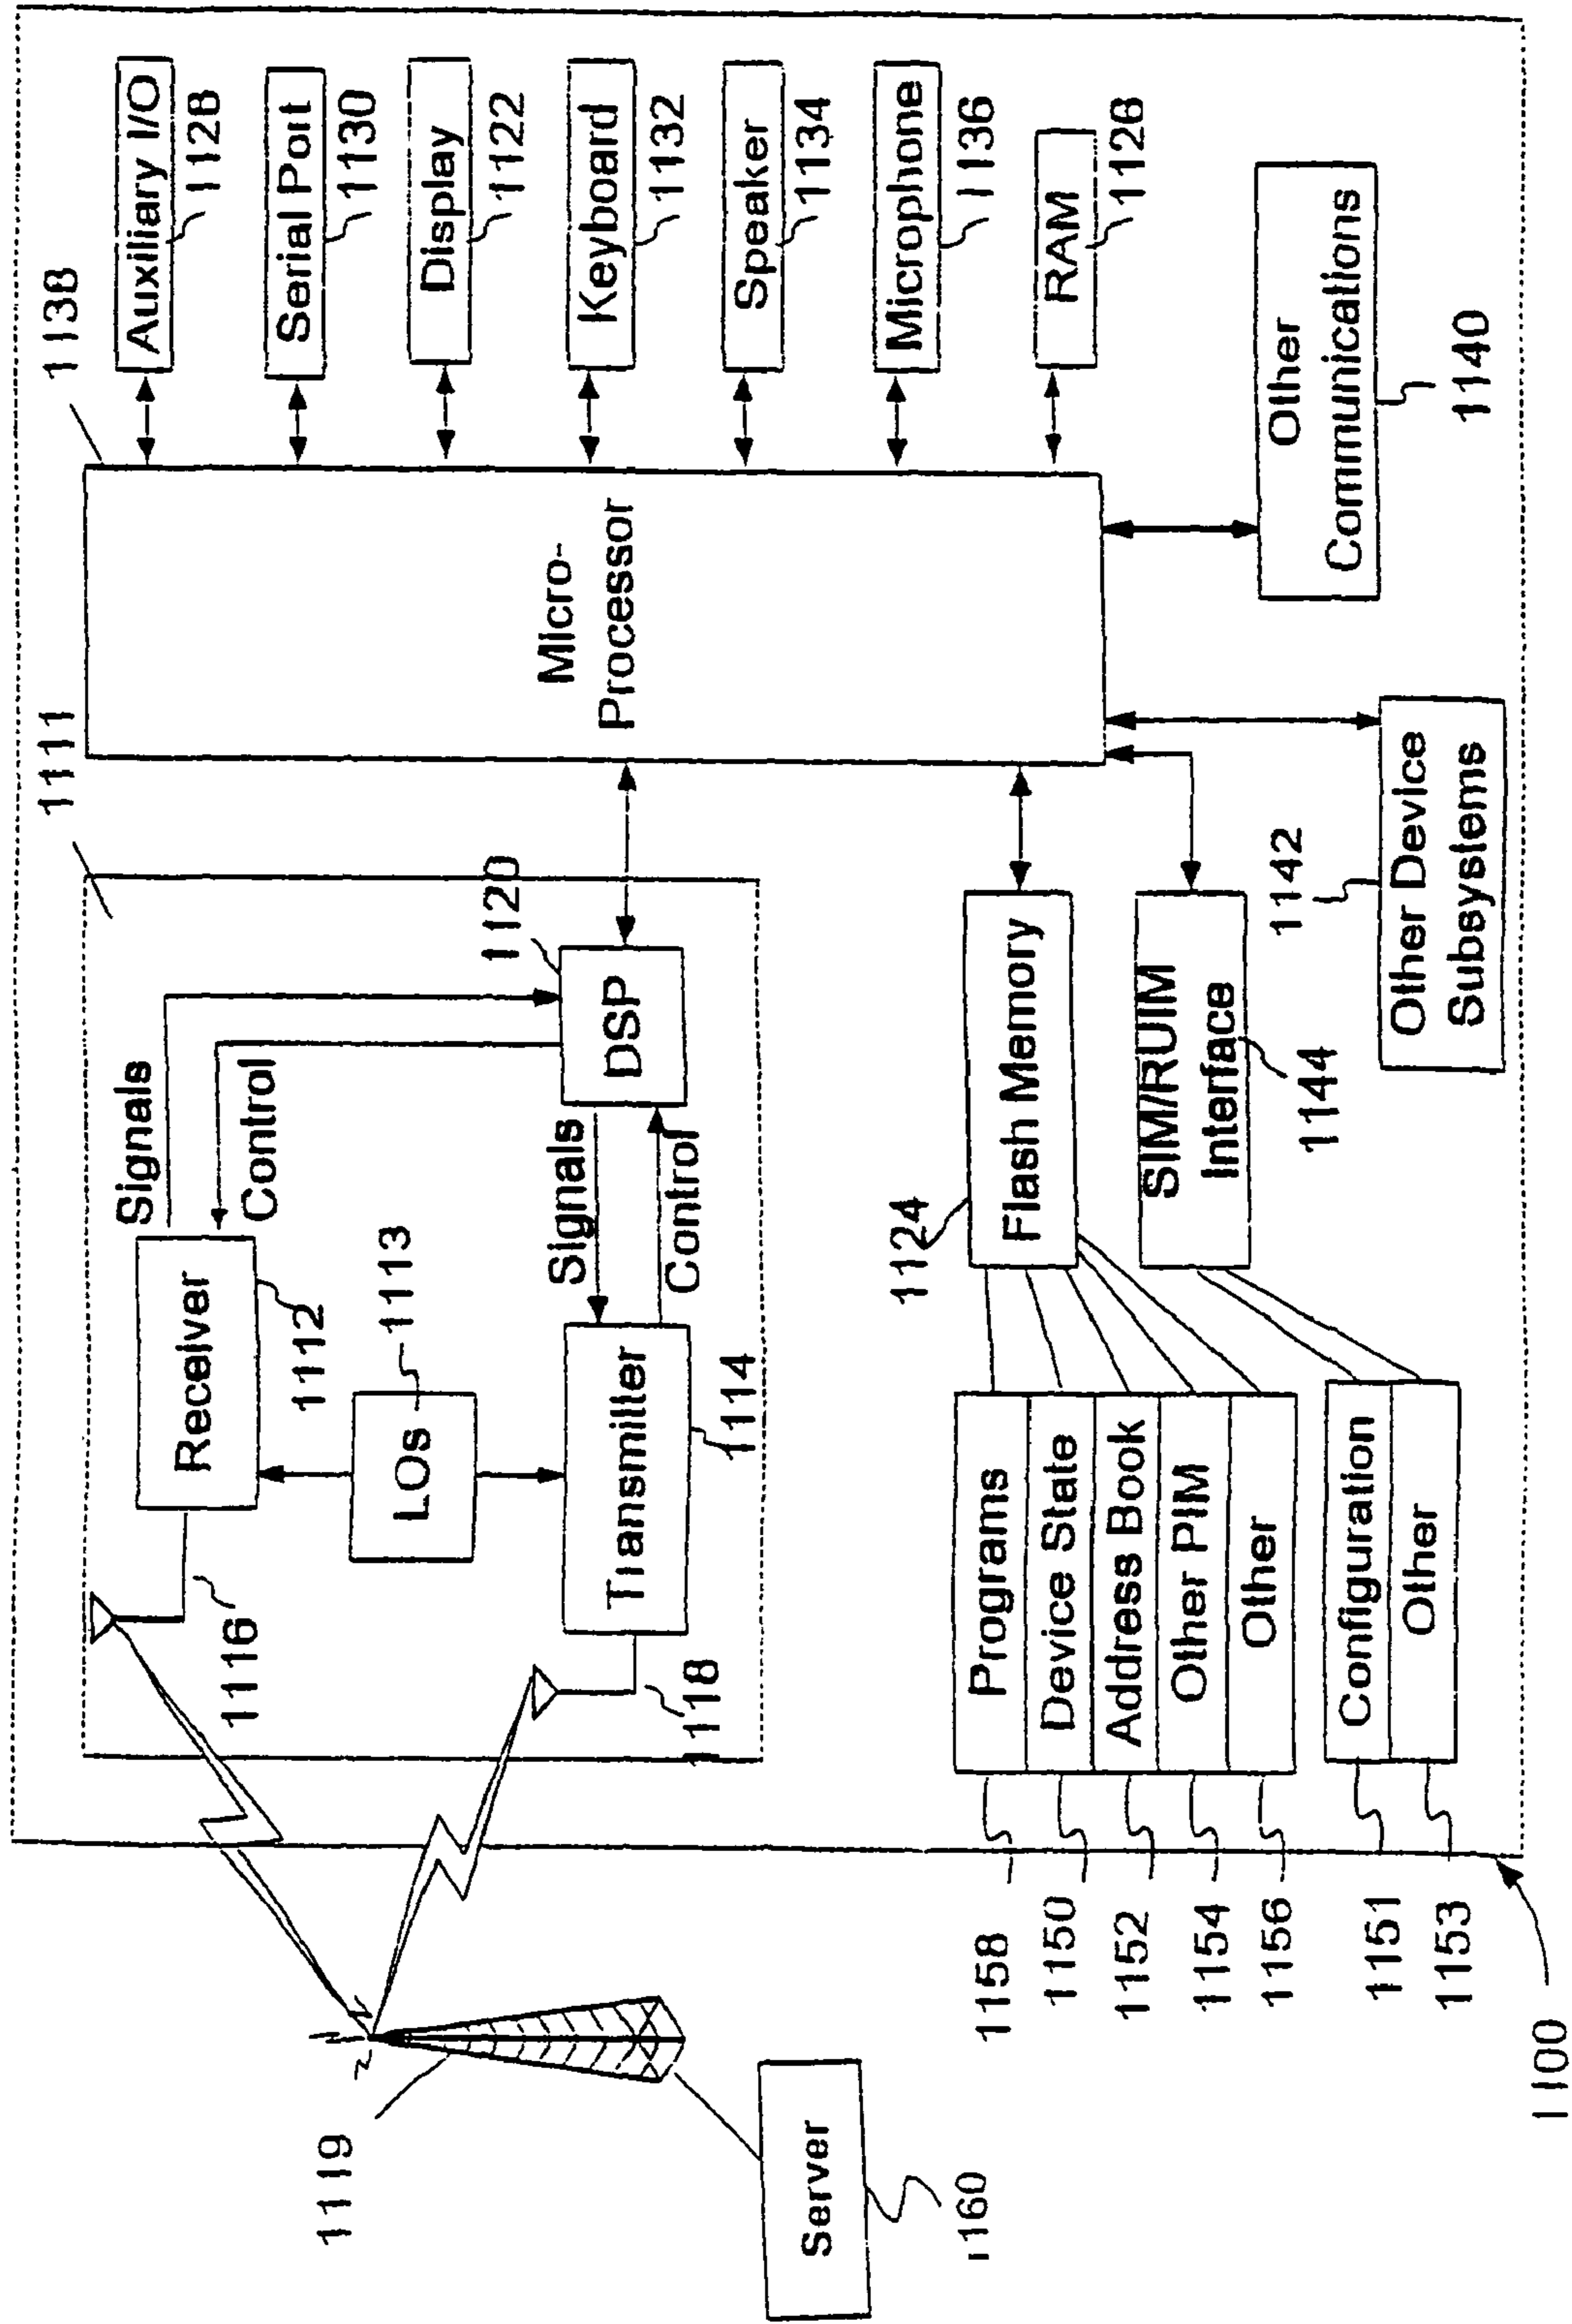 1138
Auxiliary I/O
1128
Serial Port
1130
Display
1122
Keyboard
1132
Speaker
1134
Microphone
1136
RAM
1126
Micro-
Processor
Other
Communications
1140
Other Device
Subsystems
1142
1111
Receiver
1112
Signals
Control
DSP
1120
LOs
1113
Signals
Control
Transmitter
1114
1116
1118
1119
Server
1160
Flash Memory
1124
SIM/RUIM
Interface
1144
Programs
1158
Device State
1150
Address Book
1152
Other PIM
1154
Other
1156
Configuration
1151
Other
1153
1100